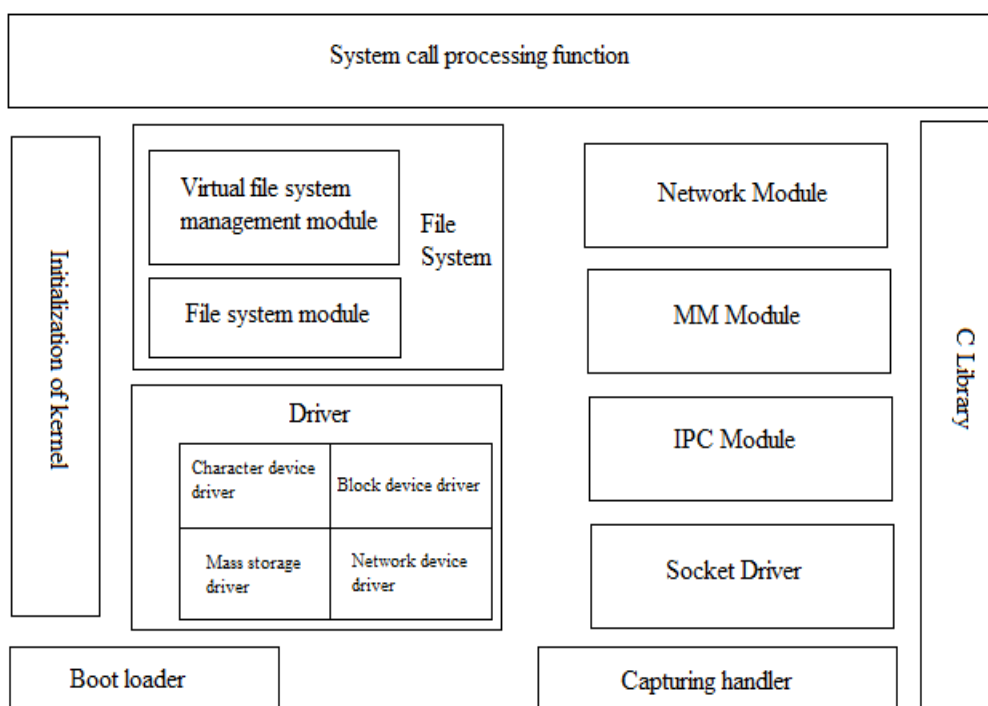 System call processing function
Initialization of kernel
Virtual file system
management module
File
System
File system module
Driver
Character device
driver
Block device driver
Mass storage
driver
Network device
driver
Network Module
MM Module
IPC Module
Socket Driver
C Library
Boot loader
Capturing handler